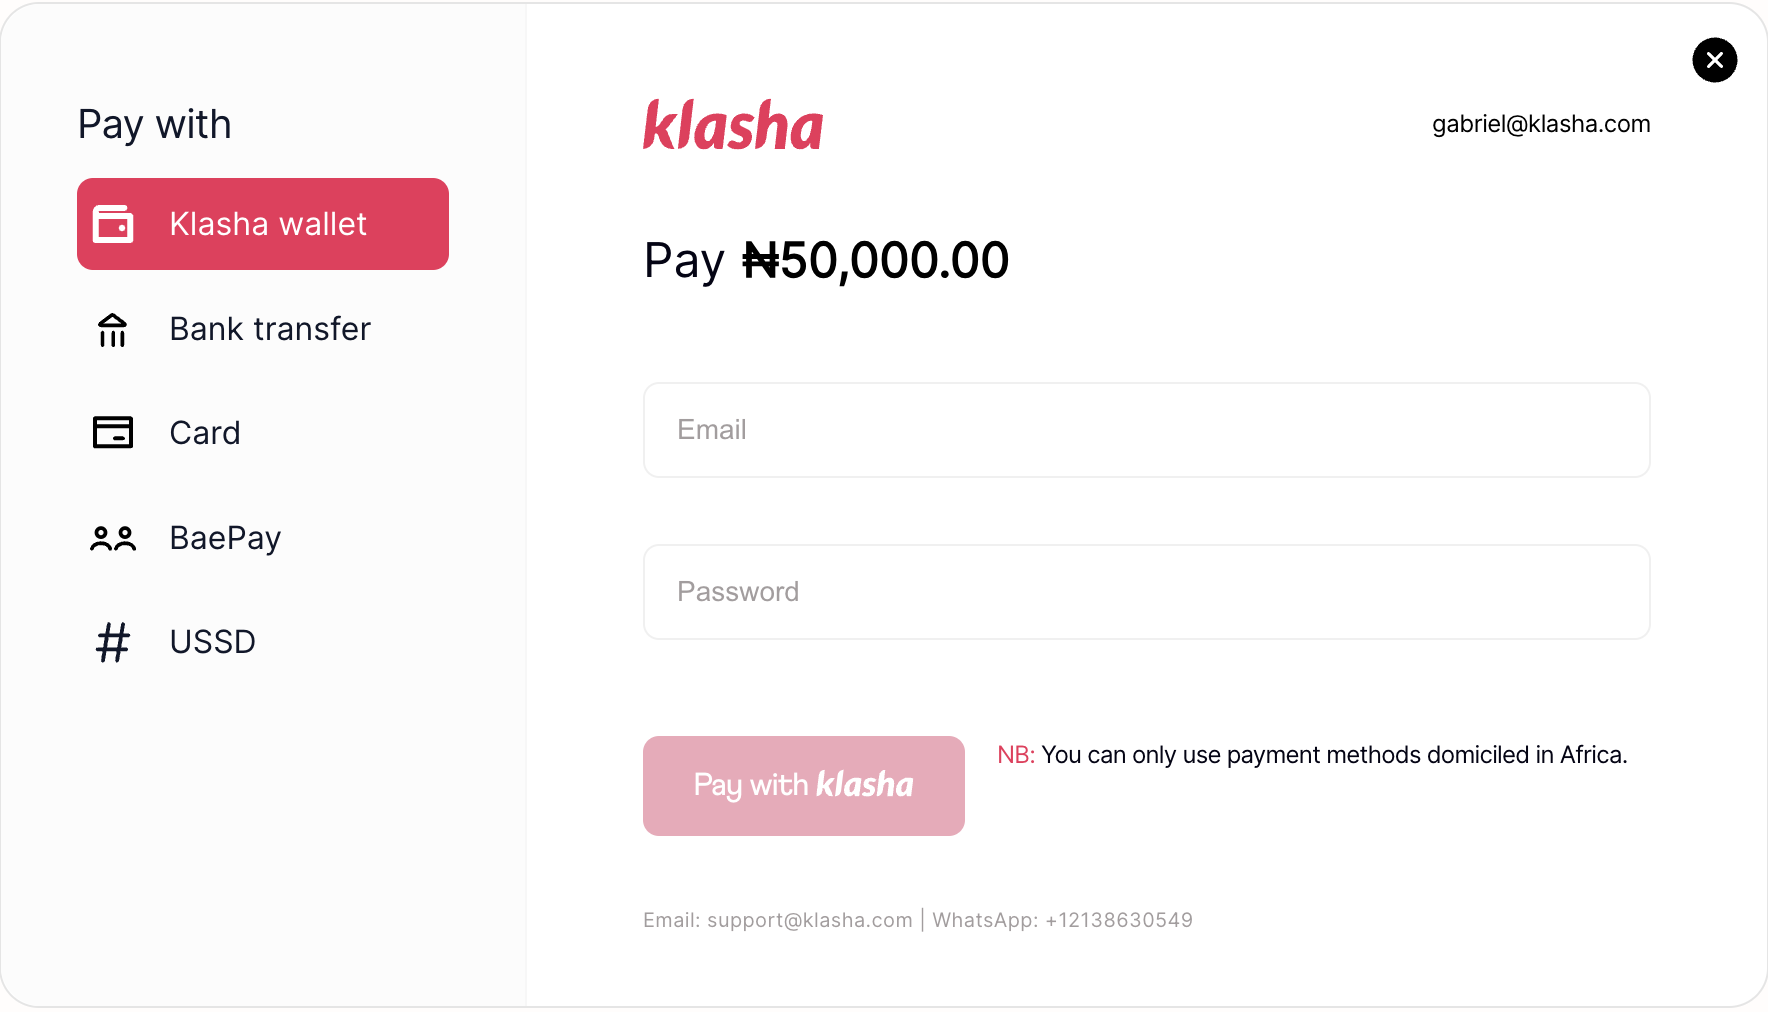 Pay with
Klasha wallet
Bank transfer
Card
BaePay
USSD
klasha
gabriel@klasha.com
Pay ₦50,000.00
Email
Password
Pay with klasha
NB: You can only use payment methods domiciled in Africa.
Email: support@klasha.com | WhatsApp: +12138630549